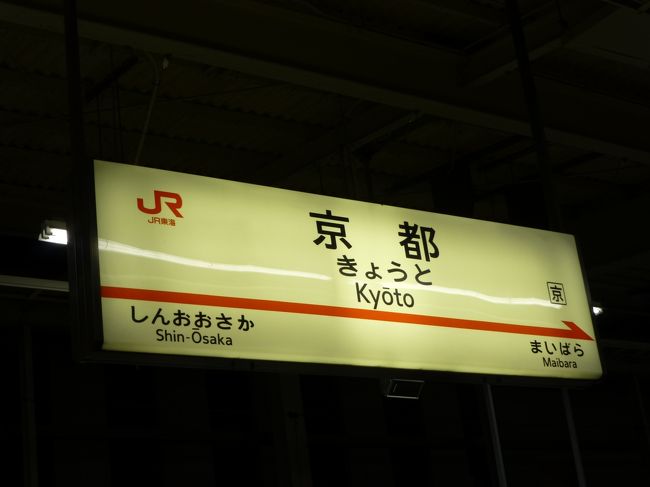 JR
JR東海
京都
きょうと
Kyōto
京
しんおおさか
Shin-Ōsaka
まいばら
Maibara